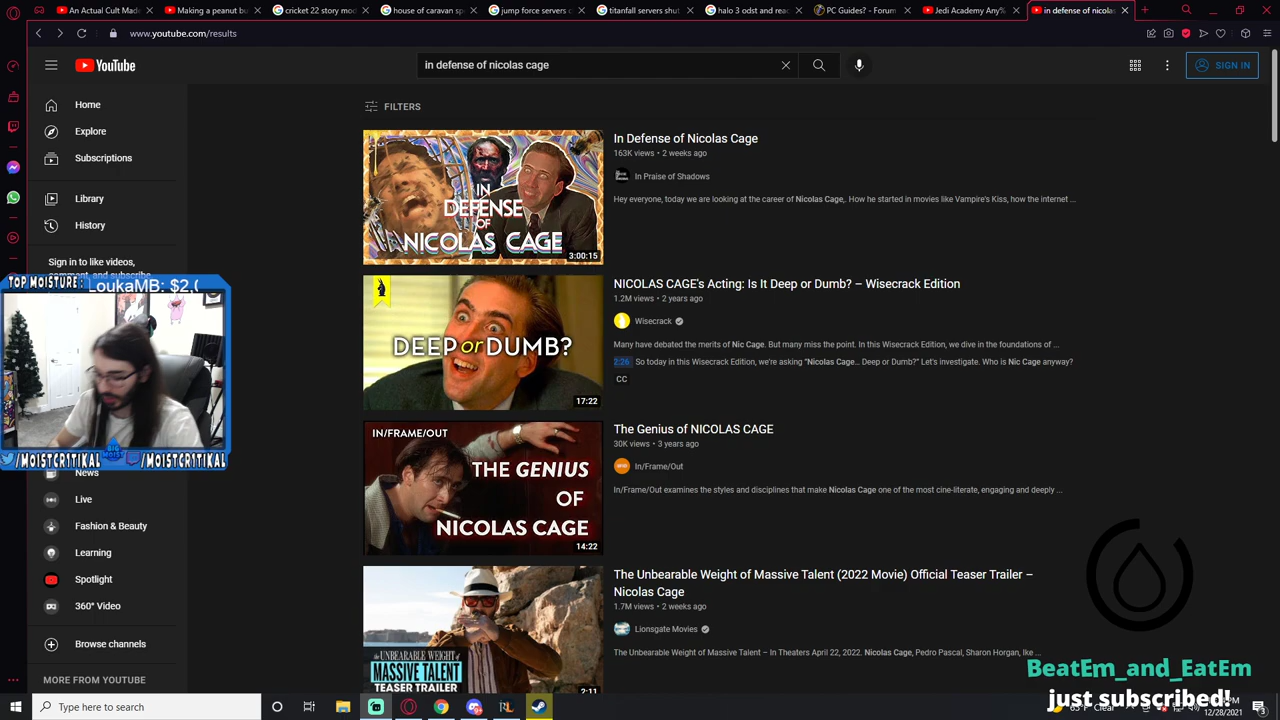 An Actual Cult Made
Making a peanut bu
cricket 22 story mod
house of caravan sp
jump force servers c
titanfall servers shut
halo 3 odst and reac
PC Guides? - Forum
Jedi Academy Any%
in defense of nicolas
www.youtube.com/results
YouTube
in defense of nicolas cage
SIGN IN
Home
Explore
Subscriptions
Library
History
Sign in to like videos,
comment, and subscribe.
TOP MOISTURE:
LoukaMB: $2,0
BIG
MOIST
/MOISTCR1TIKAL
/MOISTCR1TIKAL
News
Live
Fashion & Beauty
Learning
Spotlight
360° Video
Browse channels
MORE FROM YOUTUBE
FILTERS
IN
DEFENSE
OF
NICOLAS CAGE
3:00:15
In Defense of Nicolas Cage
163K views • 2 weeks ago
In Praise of Shadows
Hey everyone, today we are looking at the career of Nicolas Cage,. How he started in movies like Vampire's Kiss, how the internet ...
DEEP or DUMB?
17:22
NICOLAS CAGE's Acting: Is It Deep or Dumb? – Wisecrack Edition
1.2M views • 2 years ago
Wisecrack
Many have debated the merits of Nic Cage. But many miss the point. In this Wisecrack Edition, we dive in the foundations of ...
2:26 So today in this Wisecrack Edition, we're asking "Nicolas Cage... Deep or Dumb?" Let's investigate. Who is Nic Cage anyway?
CC
IN/FRAME/OUT
THE GENIUS
OF
NICOLAS CAGE
14:22
The Genius of NICOLAS CAGE
30K views • 3 years ago
In/Frame/Out
In/Frame/Out examines the styles and disciplines that make Nicolas Cage one of the most cine-literate, engaging and deeply ...
THE UNBEARABLE WEIGHT OF
MASSIVE TALENT
TEASER TRAILER
2:11
The Unbearable Weight of Massive Talent (2022 Movie) Official Teaser Trailer –
Nicolas Cage
1.7M views • 2 weeks ago
Lionsgate Movies
The Unbearable Weight of Massive Talent – In Theaters April 22, 2022. Nicolas Cage, Pedro Pascal, Sharon Horgan, Ike ...
BeatEm_and_EatEm
just subscribed!
Type here to search
Clear
12/28/2021